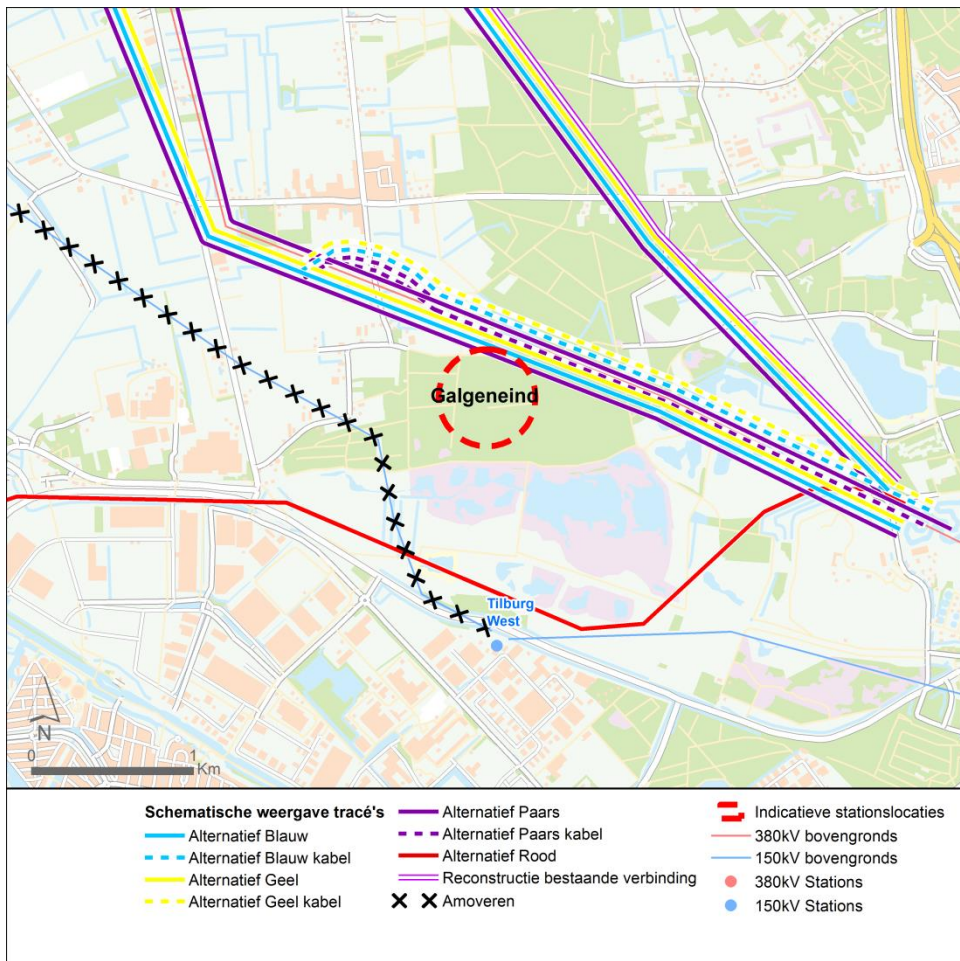 Galgeneind
Tilburg
West
N
0
1
Km
Schematische weergave tracé's
Alternatief Blauw
Alternatief Blauw kabel
Alternatief Geel
Alternatief Geel kabel
Alternatief Paars
Alternatief Paars kabel
Alternatief Rood
Reconstructie bestaande verbinding
Amoveren
Indicatieve stationslocaties
380kV bovengronds
150kV bovengronds
380kV Stations
150kV Stations